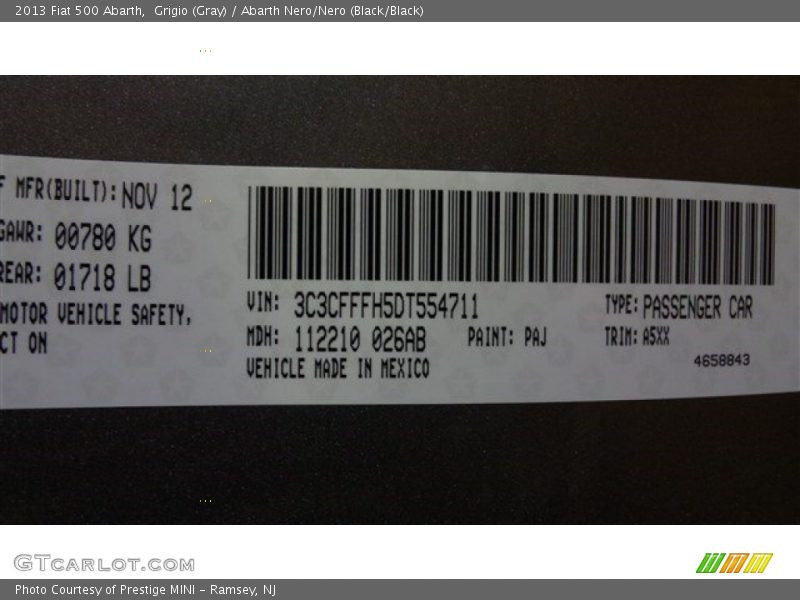 2013 Fiat 500 Abarth,  Grigio (Gray) / Abarth Nero/Nero (Black/Black)
F MFR(BUILT): NOV 12
GAWR: 00780 KG
REAR: 01718 LB
MOTOR VEHICLE SAFETY,
CT ON
VIN: 3C3CFFFH5DT554711
TYPE: PASSENGER CAR
MDH: 112210 026AB
PAINT: PAJ
TRIM: A5XX
VEHICLE MADE IN MEXICO
4658843
GTcarlot.com
Photo Courtesy of Prestige MINI - Ramsey, NJ